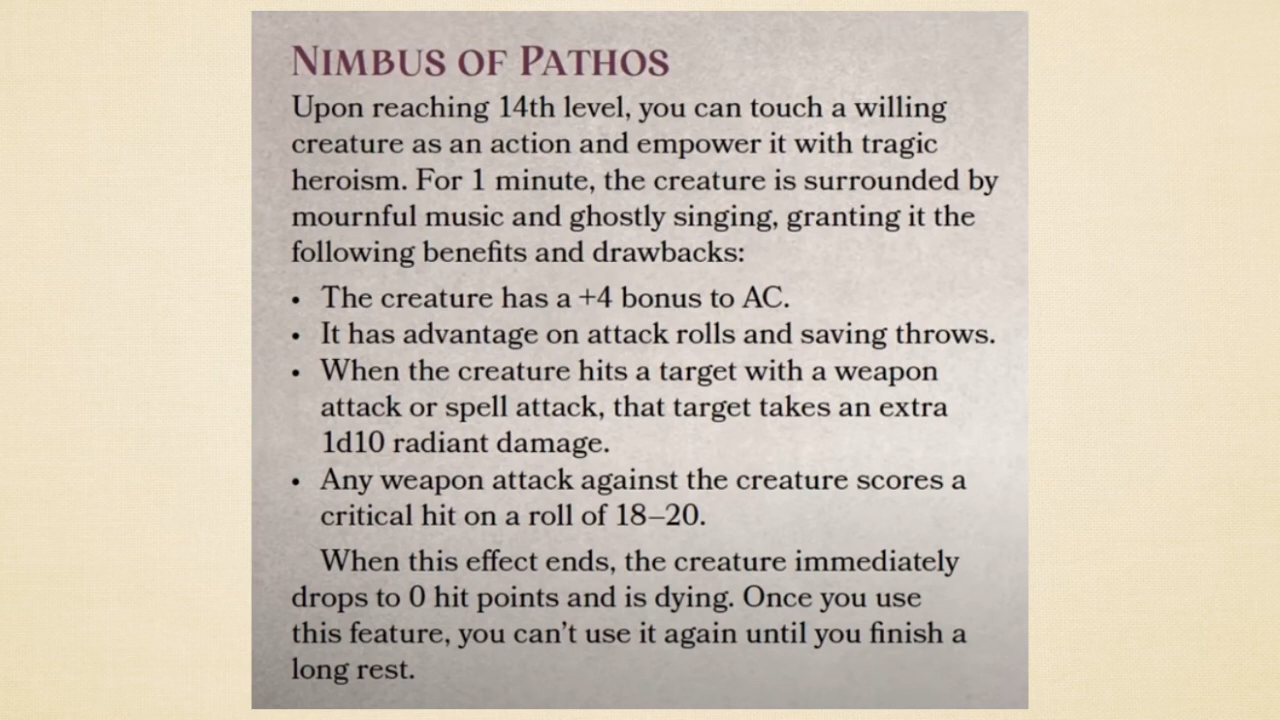 NIMBUS OF PATHOS
Upon reaching 14th level, you can touch a willing
creature as an action and empower it with tragic
heroism. For 1 minute, the creature is surrounded by
mournful music and ghostly singing, granting it the
following benefits and drawbacks:
• The creature has a +4 bonus to AC.
• It has advantage on attack rolls and saving throws.
• When the creature hits a target with a weapon
attack or spell attack, that target takes an extra
1d10 radiant damage.
• Any weapon attack against the creature scores a
critical hit on a roll of 18–20.
When this effect ends, the creature immediately
drops to 0 hit points and is dying. Once you use
this feature, you can’t use it again until you finish a
long rest.